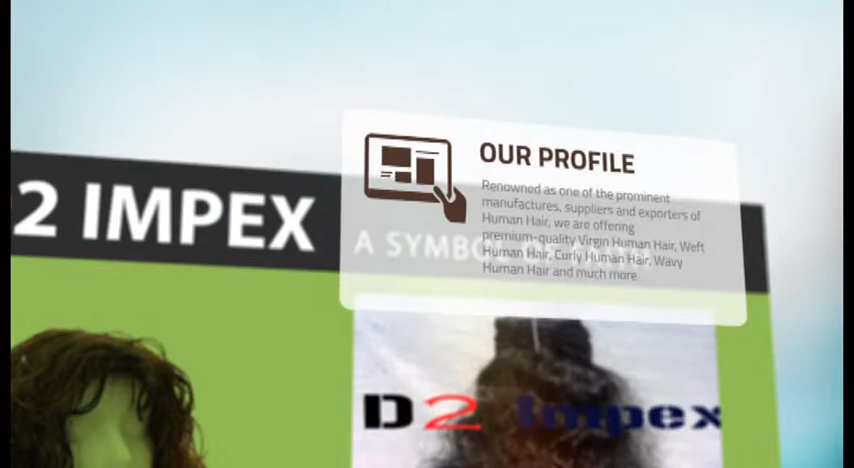 2 IMPEX
A SYMBOL OF
OUR PROFILE
Renowned as one of the prominent
manufactures, suppliers and exporters of
Human Hair, we are offering
premium-quality Virgin Human Hair, Weft
Human Hair, Curly Human Hair, Wavy
Human Hair and much more
D2 Impex